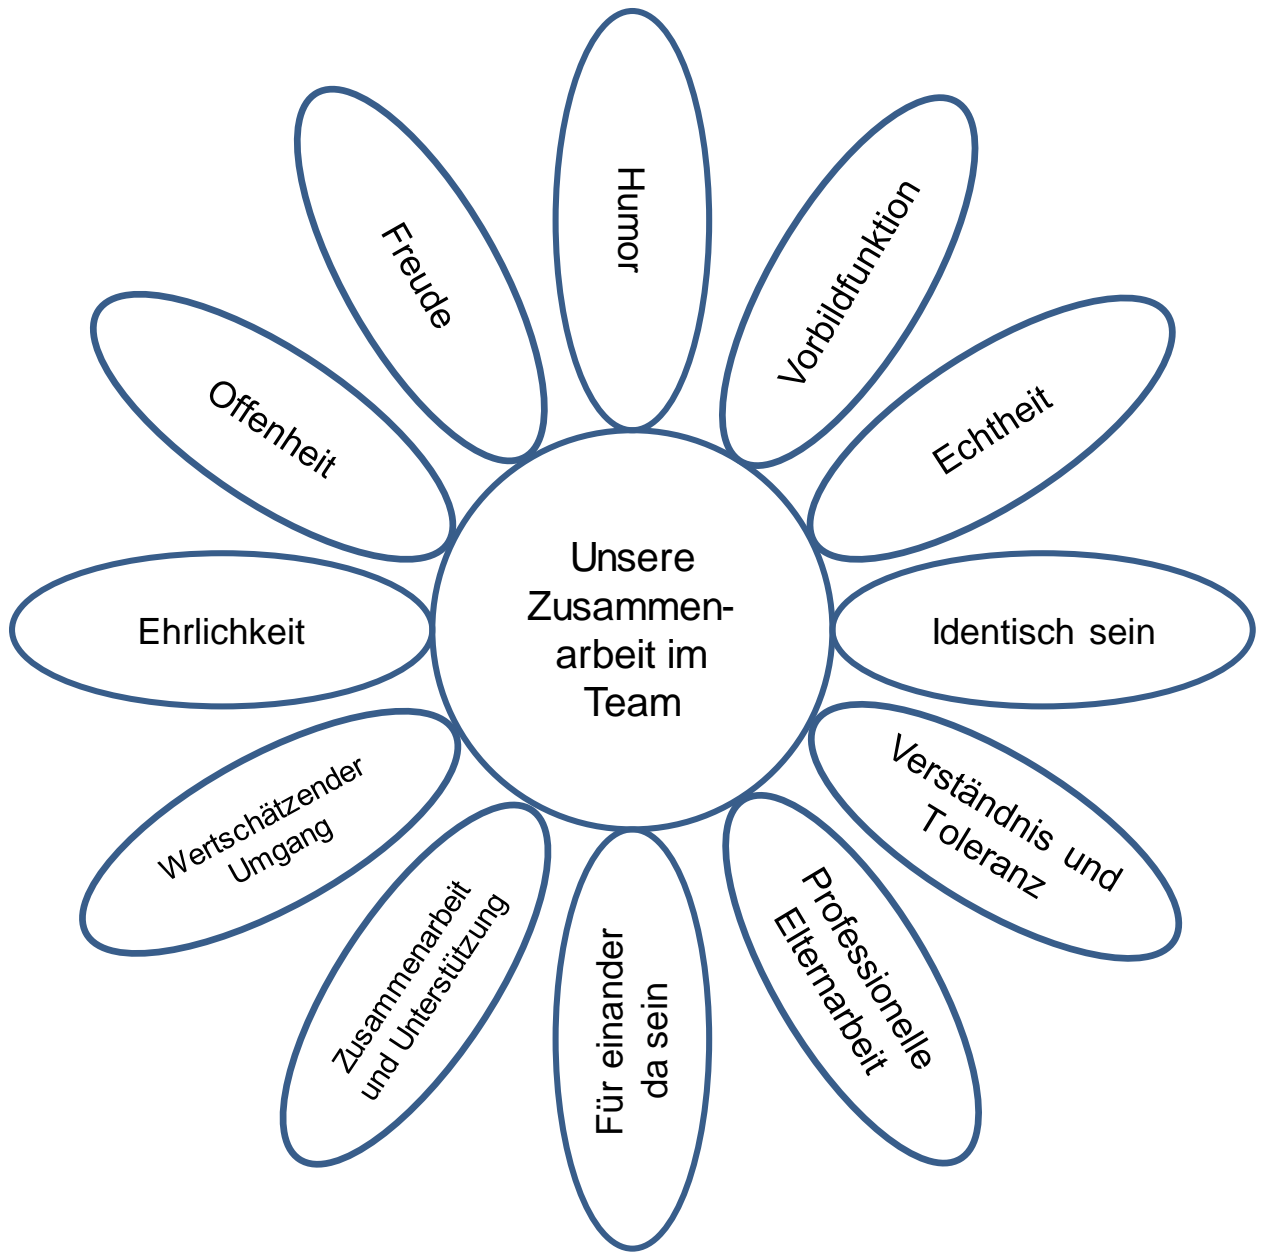 Humor
Vorbildfunktion
Echtheit
Identisch sein
Verständnis und
Toleranz
Professionelle
Elternarbeit
Für einander
da sein
Zusammenarbeit
und Unterstützung
Wertschätzender
Umgang
Ehrlichkeit
Offenheit
Freude
Unsere
Zusammen-
arbeit im
Team